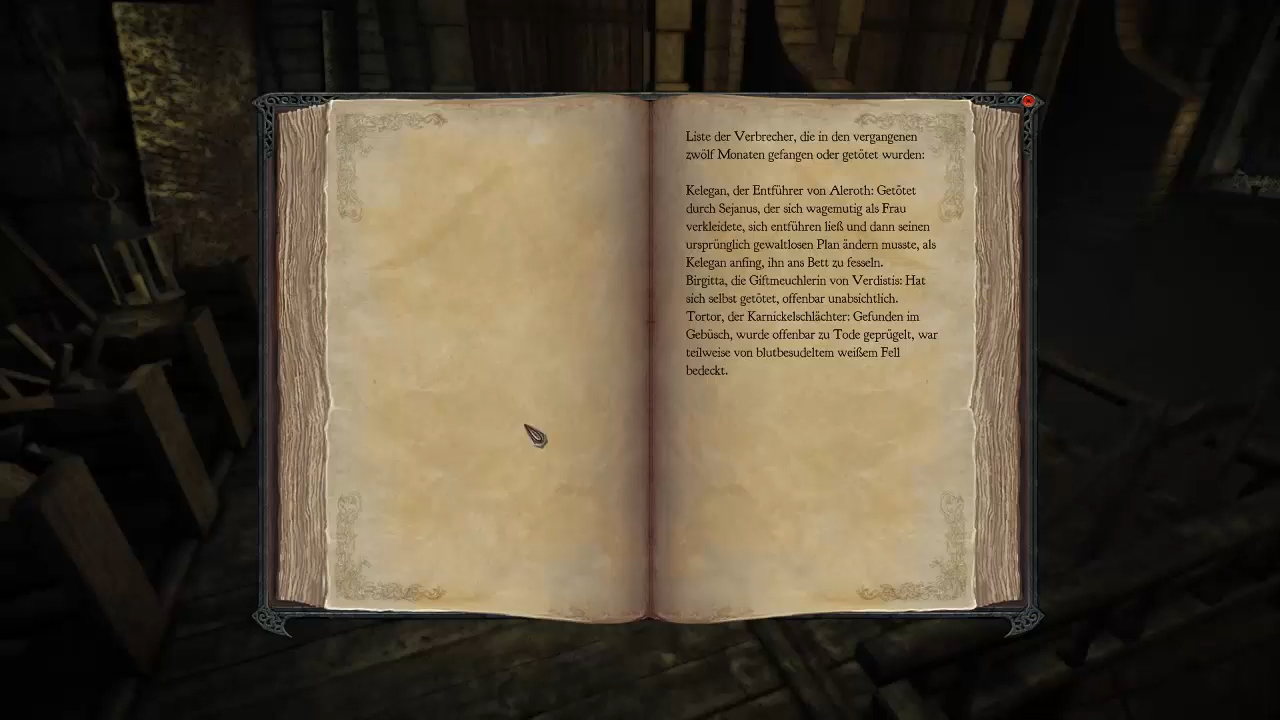 Liste der Verbrecher, die in den vergangenen
zwölf Monaten gefangen oder getötet wurden:
Kelegan, der Entführer von Aleroth: Getötet
durch Sejanus, der sich wagemutig als Frau
verkleidete, sich entführen ließ und dann seinen
ursprünglich gewaltlosen Plan ändern musste, als
Kelegan anfing, ihn ans Bett zu fesseln.
Birgitta, die Giftmeuchlerin von Verdistis: Hat
sich selbst getötet, offenbar unabsichtlich.
Tortor, der Karnickelschlächter: Gefunden im
Gebüsch, wurde offenbar zu Tode geprügelt, war
teilweise von blutbesudeltem weißem Fell
bedeckt.